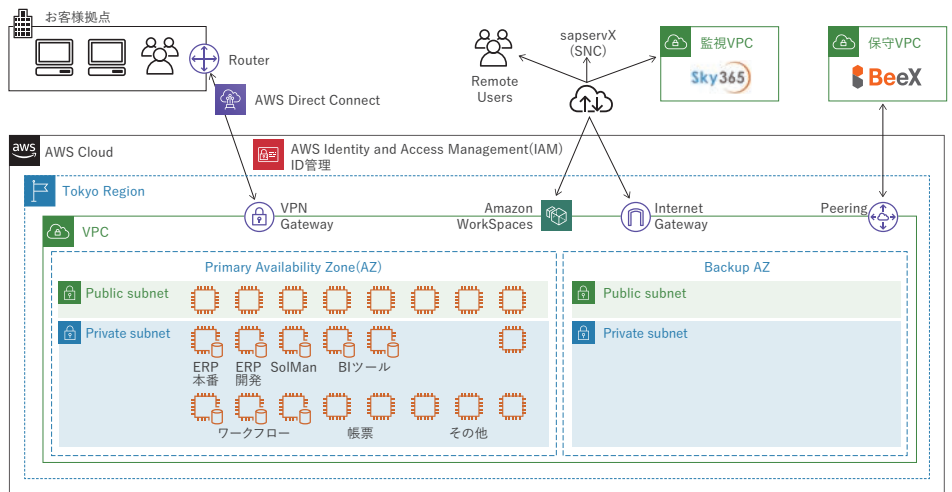 お客様拠点
Router
AWS Direct Connect
Remote
Users
sapservX
(SNC)
監視VPC
Sky365
保守VPC
BeeX
aws
AWS Cloud
AWS Identity and Access Management(IAM)
ID管理
Tokyo Region
VPN
Gateway
Amazon
WorkSpaces
Internet
Gateway
Peering
VPC
Primary Availability Zone(AZ)
Backup AZ
Public subnet
Public subnet
Private subnet
Private subnet
ERP
本番
ERP
開発
SolMan
BIツール
ワークフロー
帳票
その他